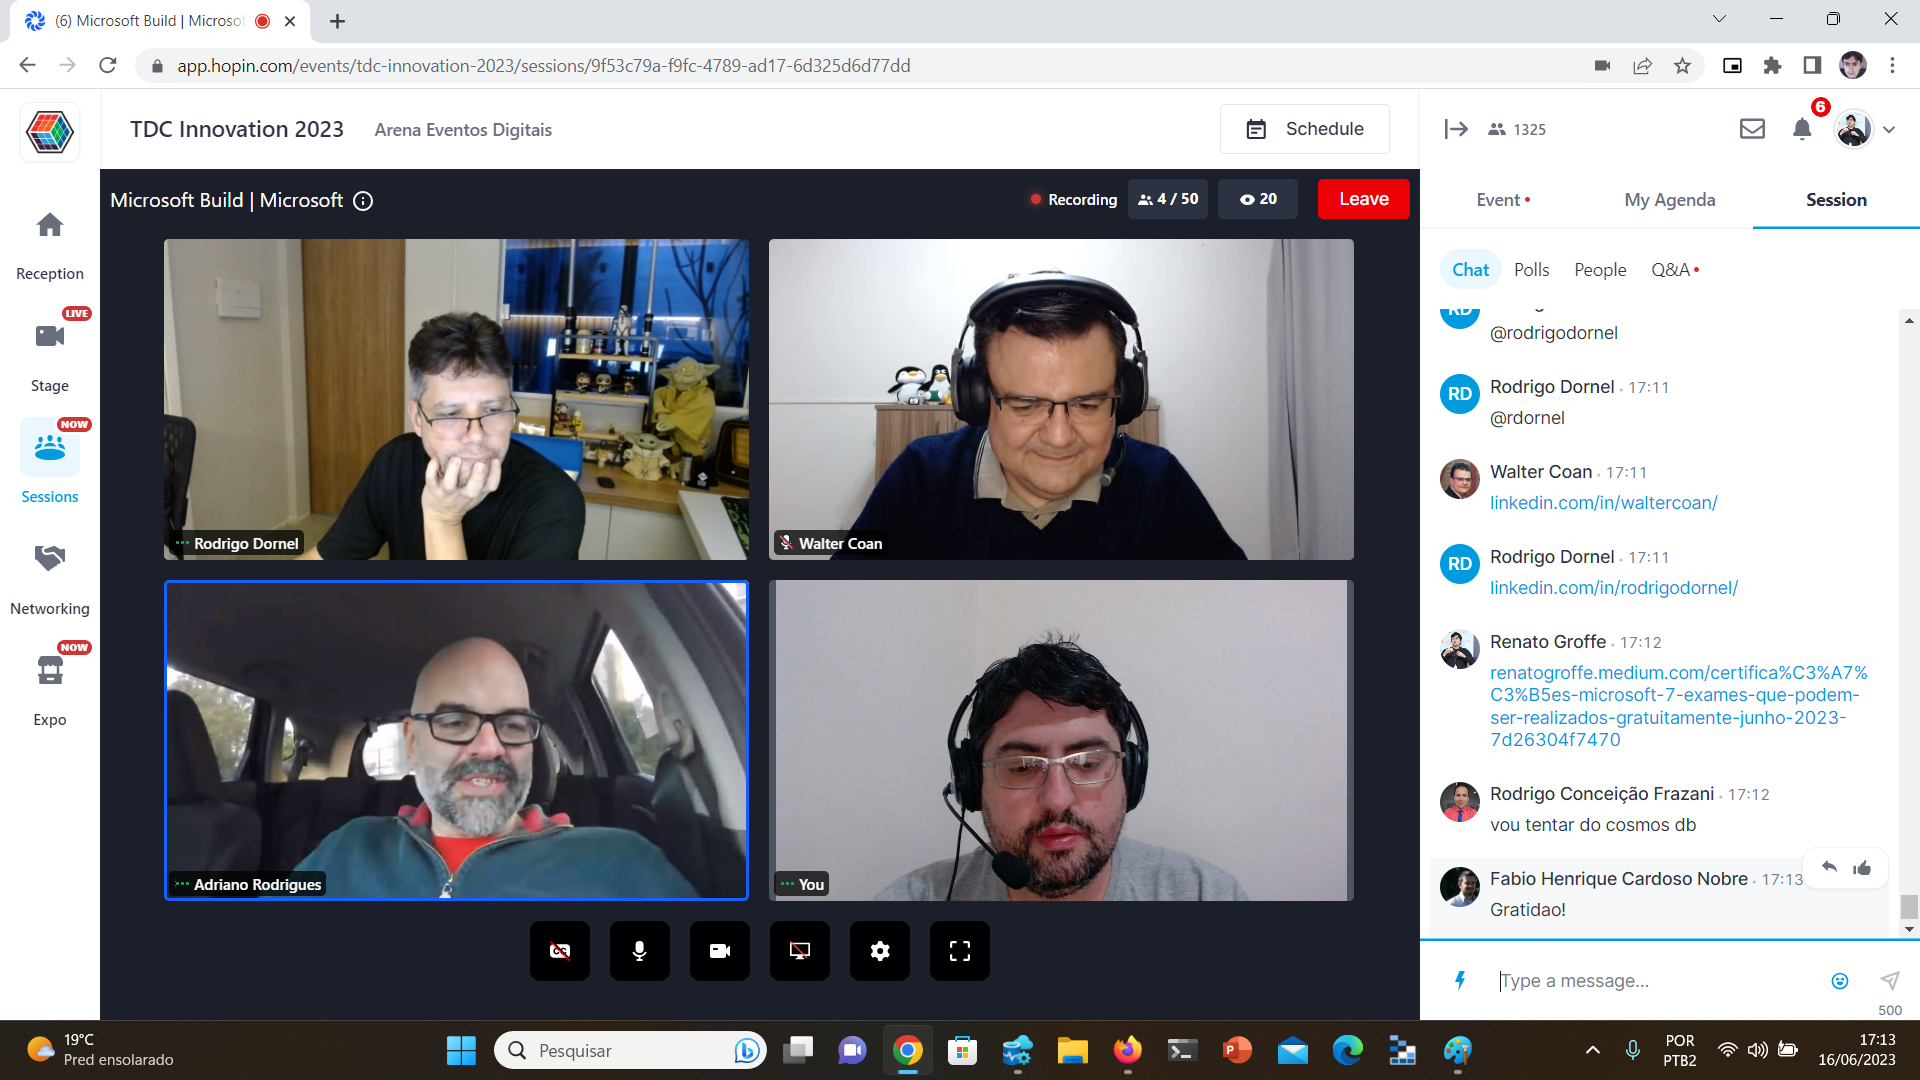 (6) Microsoft Build | Microsof
app.hopin.com/events/tdc-innovation-2023/sessions/9f53c79a-f9fc-4789-ad17-6d325d6d77dd
TDC Innovation 2023
Arena Eventos Digitais
Schedule
6
1325
Microsoft Build | Microsoft
Recording
4 / 50
20
Leave
Event
My Agenda
Session
Reception
LIVE
Stage
NOW
Sessions
Networking
NOW
Expo
Rodrigo Dornel
Walter Coan
Adriano Rodrigues
You
Chat
Polls
People
Q&A
RD
@rodrigodornel
RD
Rodrigo Dornel
17:11
@rdornel
Walter Coan
17:11
linkedin.com/in/waltercoan/
RD
Rodrigo Dornel
17:11
linkedin.com/in/rodrigodornel/
Renato Groffe
17:12
renatogroffe.medium.com/certifica%C3%A7%
C3%B5es-microsoft-7-exames-que-podem-
ser-realizados-gratuitamente-junho-2023-
7d26304f7470
Rodrigo Conceição Frazani
17:12
vou tentar do cosmos db
Fabio Henrique Cardoso Nobre
17:13
Gratidao!
Type a message...
500
19°C
Pred ensolarado
Pesquisar
POR
PTB2
17:13
16/06/2023